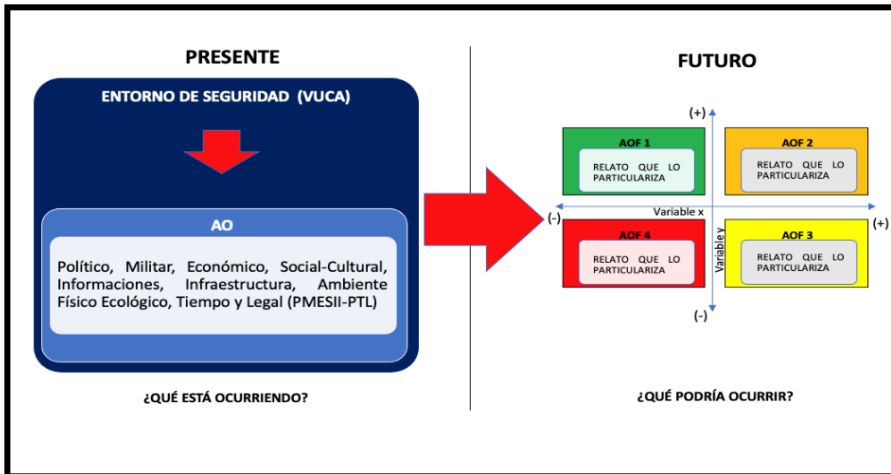 PRESENTE
ENTORNO DE SEGURIDAD (VUCA)
AO
Político, Militar, Económico, Social-Cultural,
Informaciones, Infraestructura, Ambiente
Físico Ecológico, Tiempo y Legal (PMESII-PTL)
¿QUÉ ESTÁ OCURRIENDO?
FUTURO
(+)
AOF 1
RELATO QUE LO
PARTICULARIZA
AOF 2
RELATO QUE LO
PARTICULARIZA
(-)
Variable x
(+)
Variable y
AOF 4
RELATO QUE LO
PARTICULARIZA
AOF 3
RELATO QUE LO
PARTICULARIZA
(-)
¿QUÉ PODRÍA OCURRIR?